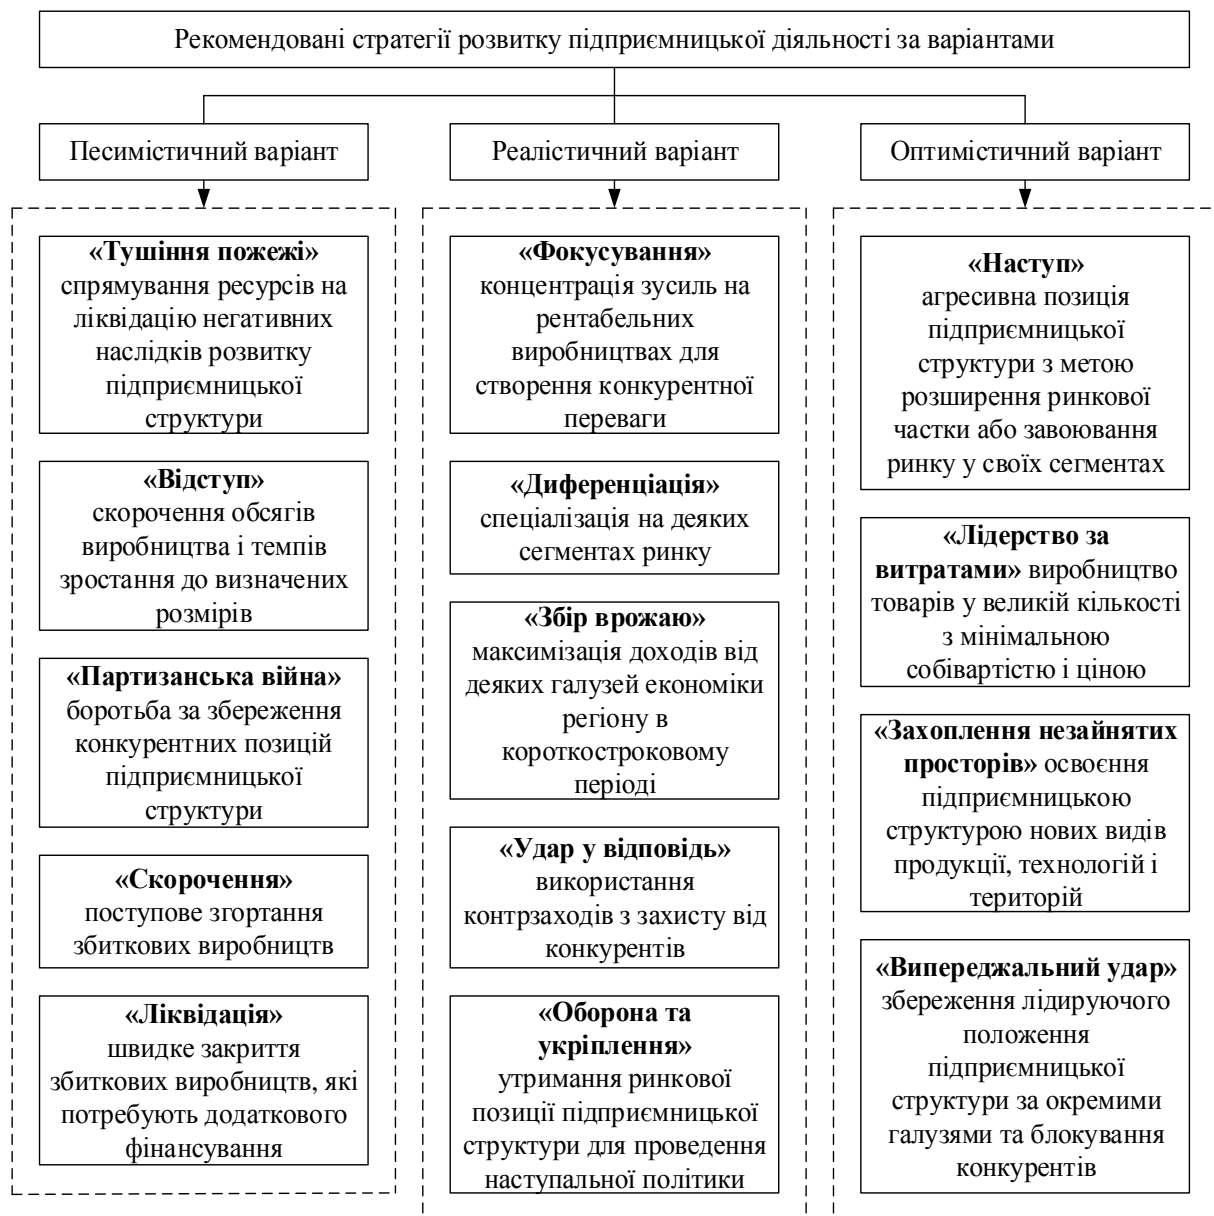 Рекомендовані стратегії розвитку підприємницької діяльності за варіантами
Песимістичний варіант
«Тушіння пожежі»
спрямування ресурсів на
ліквідацію негативних
наслідків розвитку
підприємницької
структури
«Відступ»
скорочення обсягів
виробництва і темпів
зростання до визначених
розмірів
«Партизанська війна»
боротьба за збереження
конкурентних позицій
підприємницької
структури
«Скорочення»
поступове згортання
збиткових виробництв
«Ліквідація»
швидке закриття
збиткових виробництв, які
потребують додаткового
фінансування
Реалістичний варіант
«Фокусування»
концентрація зусиль на
рентабельних
виробництвах для
створення конкурентної
переваги
«Диференціація»
спеціалізація на деяких
сегментах ринку
«Збір врожаю»
максимізація доходів від
деяких галузей економіки
регіону в
короткостроковому
періоді
«Удар у відповідь»
використання
контрзаходів з захисту від
конкурентів
«Оборона та
укріплення»
утримання ринкової
позиції підприємницької
структури для проведення
наступальної політики
Оптимістичний варіант
«Наступ»
агресивна позиція
підприємницької
структури з метою
розширення ринкової
частки або завоювання
ринку у своїх сегментах
«Лідерство за
витратами» виробництво
товарів у великій кількості
з мінімальною
собівартістю і ціною
«Захоплення незайнятих
просторів» освоєння
підприємницькою
структурою нових видів
продукції, технологій і
територій
«Випереджальний удар»
збереження лідируючого
положення
підприємницької
структури за окремими
галузями та блокування
конкурентів